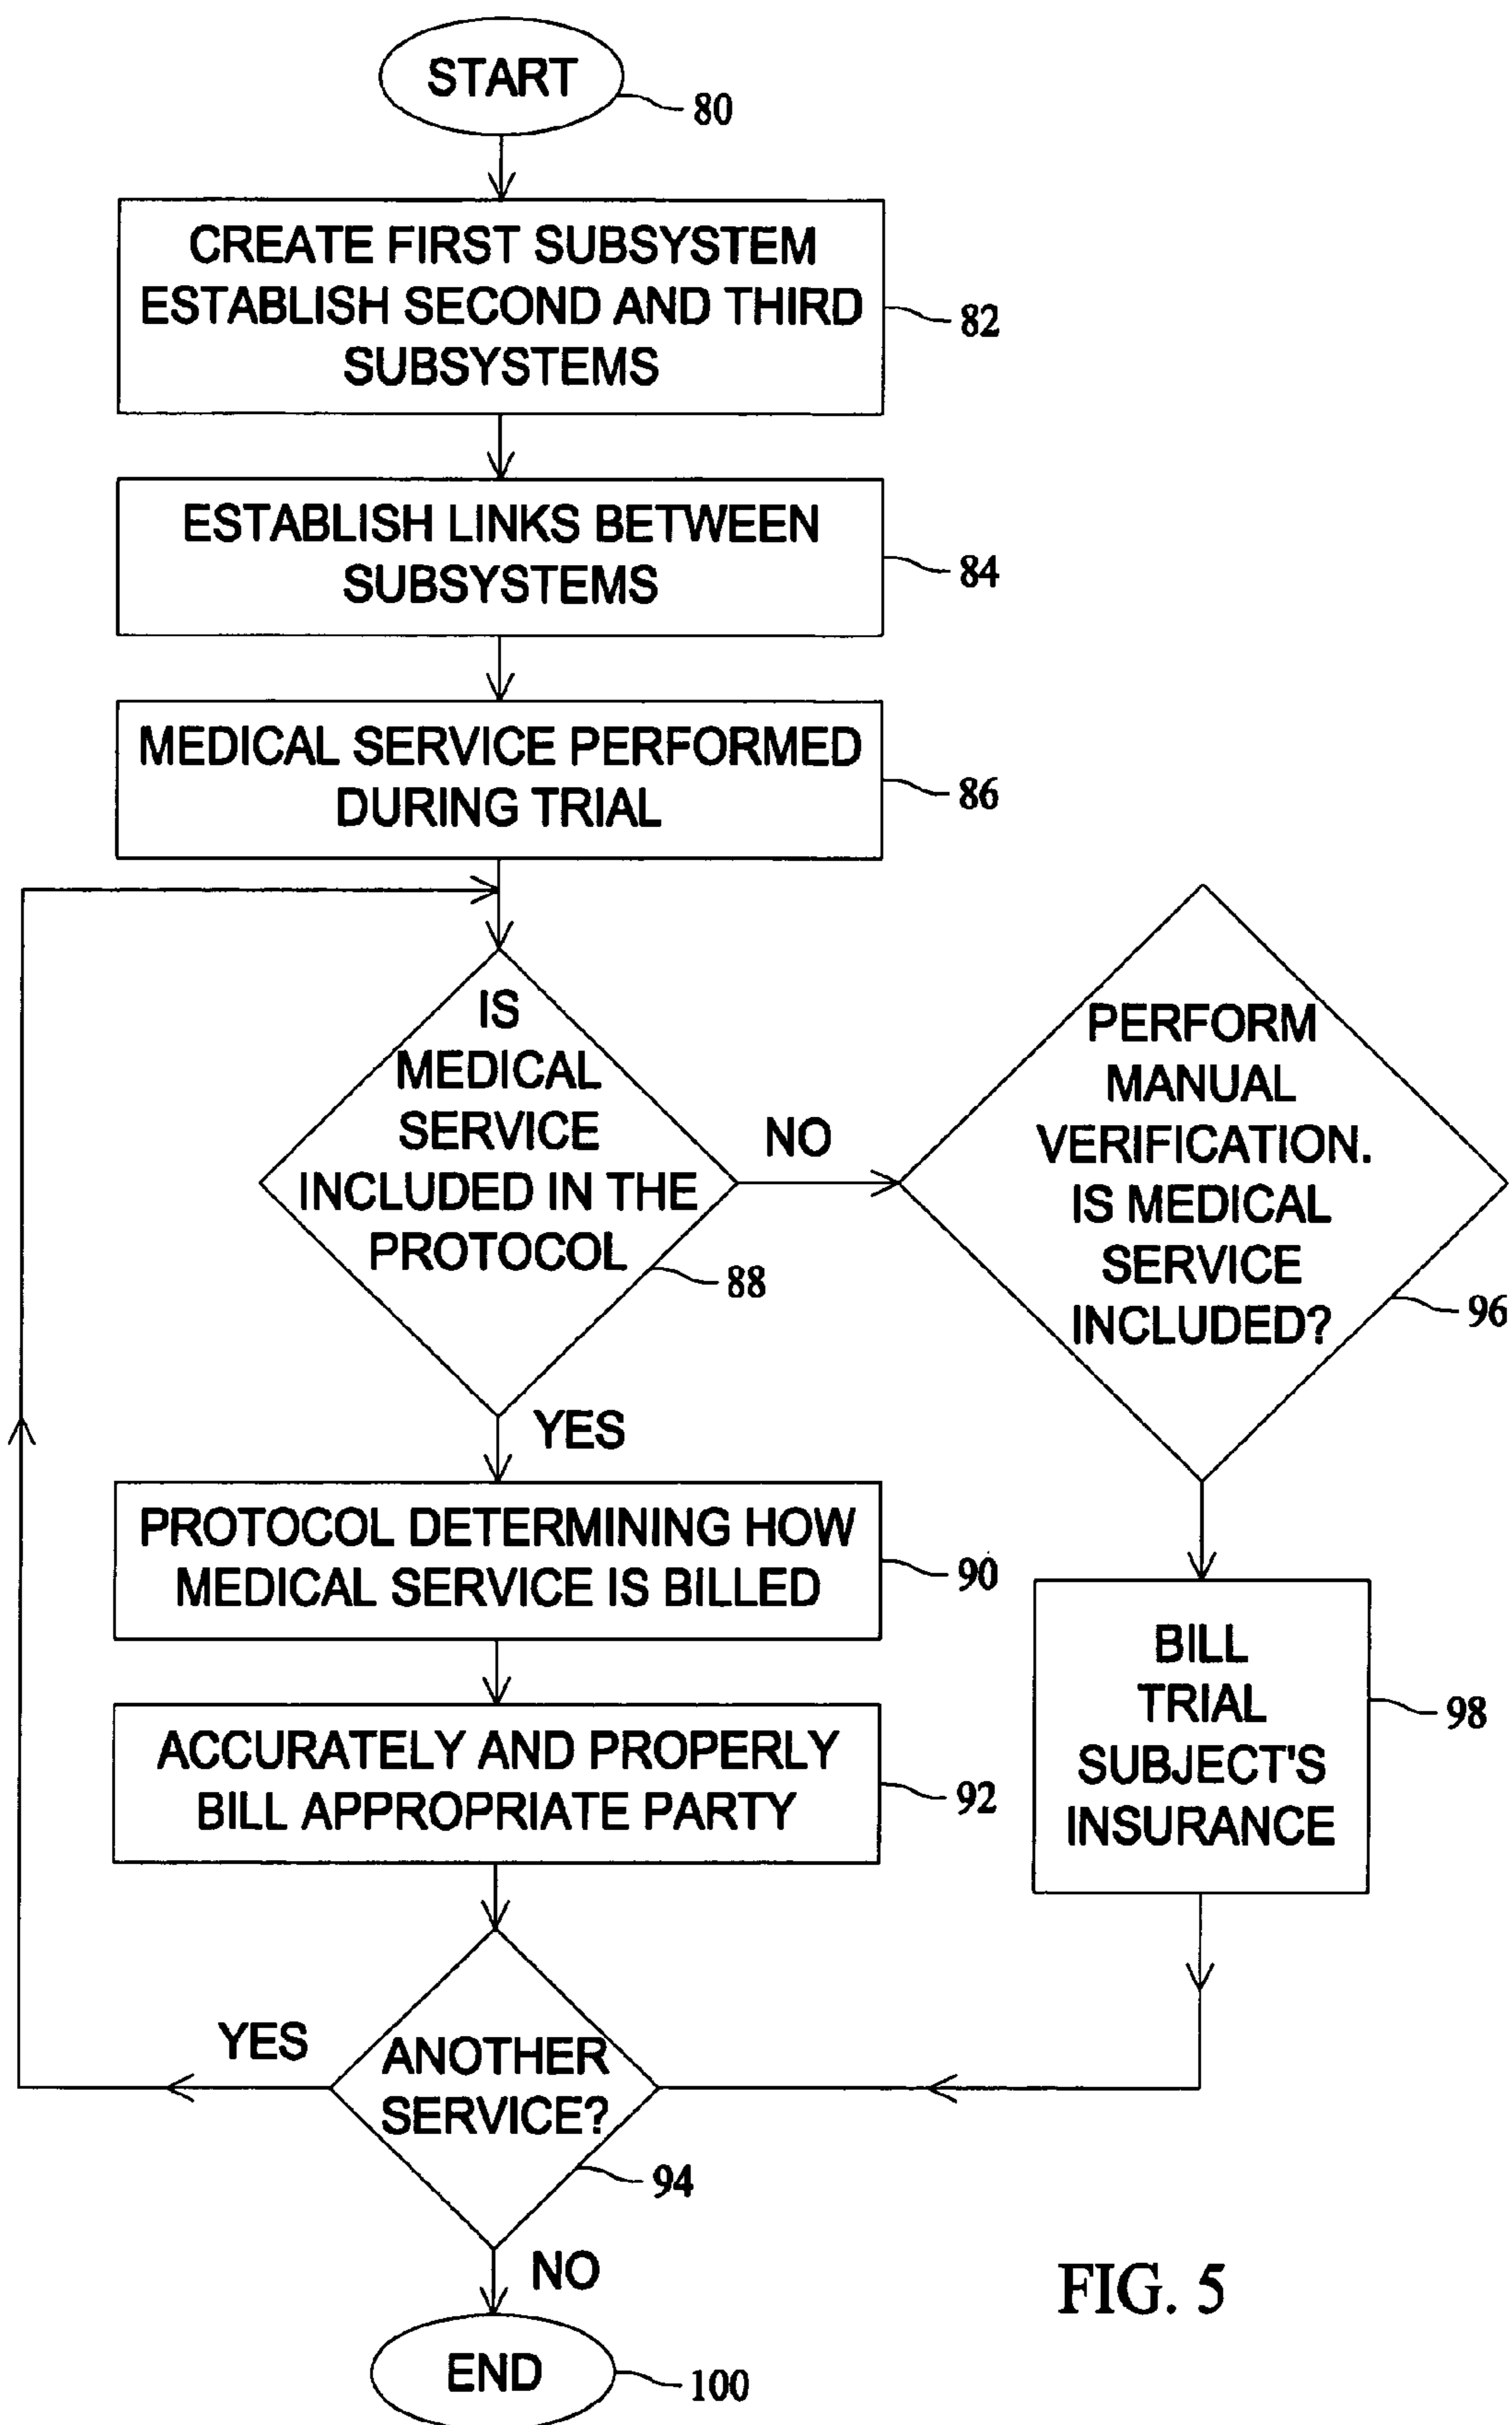 START
80
CREATE FIRST SUBSYSTEM
ESTABLISH SECOND AND THIRD
SUBSYSTEMS
82
ESTABLISH LINKS BETWEEN
SUBSYSTEMS
84
MEDICAL SERVICE PERFORMED
DURING TRIAL
86
IS
MEDICAL
SERVICE
INCLUDED IN THE
PROTOCOL
88
NO
PERFORM
MANUAL
VERIFICATION.
IS MEDICAL
SERVICE
INCLUDED?
96
YES
PROTOCOL DETERMINING HOW
MEDICAL SERVICE IS BILLED
90
BILL
TRIAL
SUBJECT'S
INSURANCE
98
ACCURATELY AND PROPERLY
BILL APPROPRIATE PARTY
92
YES
ANOTHER
SERVICE?
94
NO
END
100
FIG. 5